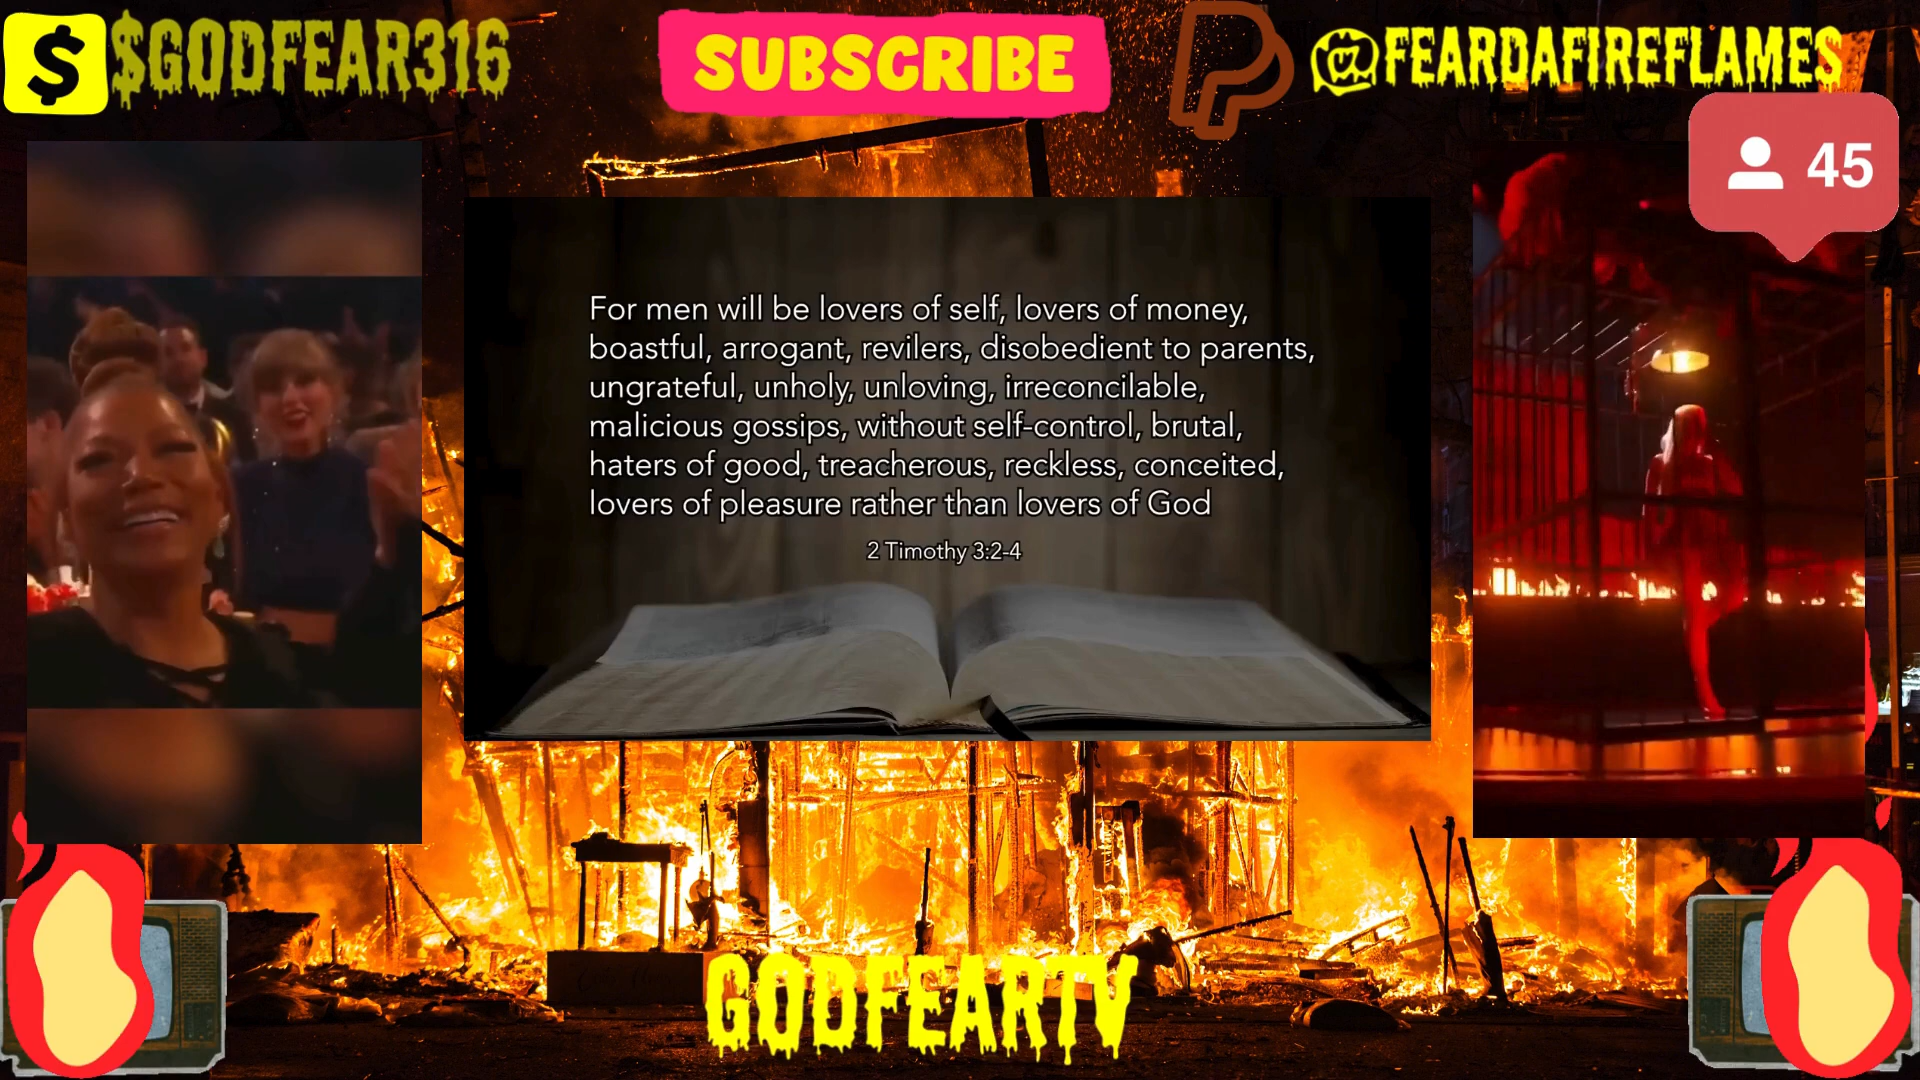 $GODFEAR316
SUBSCRIBE
@FEARDAFIREFLAMES
45
For men will be lovers of self, lovers of money,
boastful, arrogant, revilers, disobedient to parents,
ungrateful, unholy, unloving, irreconcilable,
malicious gossips, without self-control, brutal,
haters of good, treacherous, reckless, conceited,
lovers of pleasure rather than lovers of God
2 Timothy 3:2-4
GODFEARTV